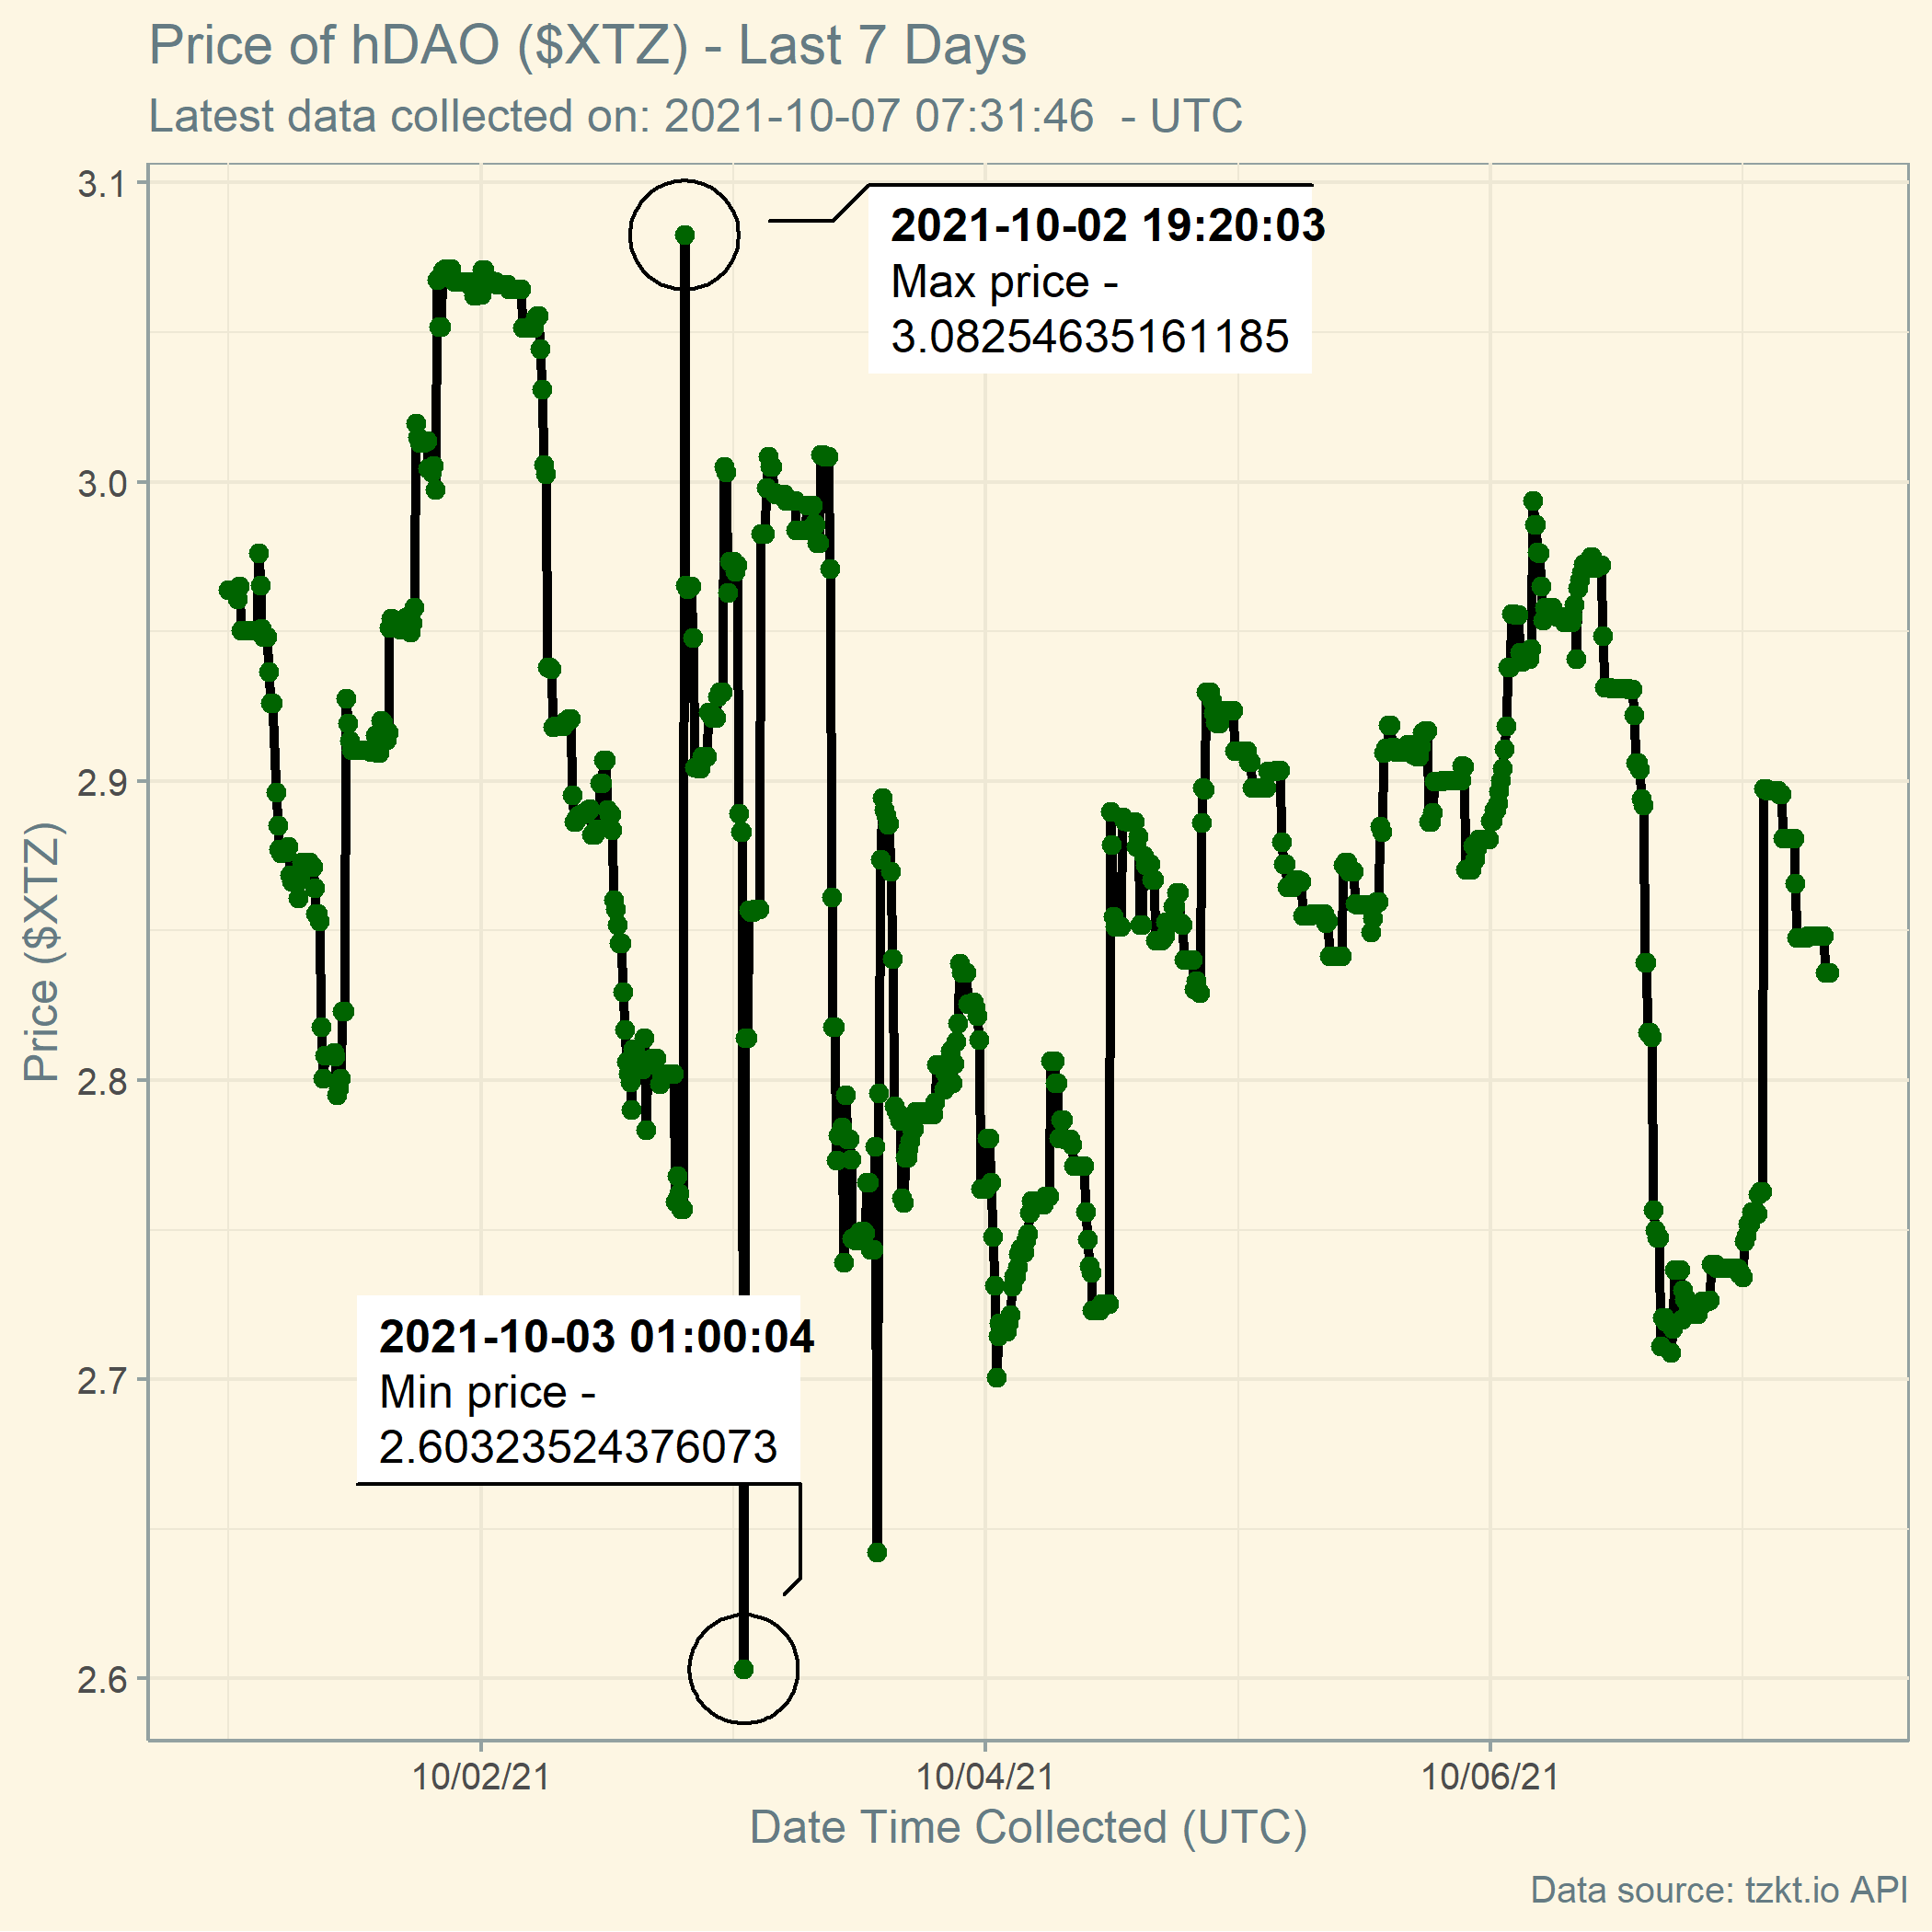 Price of hDAO ($XTZ) - Last 7 Days
Latest data collected on: 2021-10-07 07:31:46  - UTC
3.1
3.0
2.9
2.8
2.7
2.6
Price ($XTZ)
2021-10-02 19:20:03
Max price -
3.08254635161185
2021-10-03 01:00:04
Min price -
2.60323524376073
10/02/21
10/04/21
10/06/21
Date Time Collected (UTC)
Data source: tzkt.io API